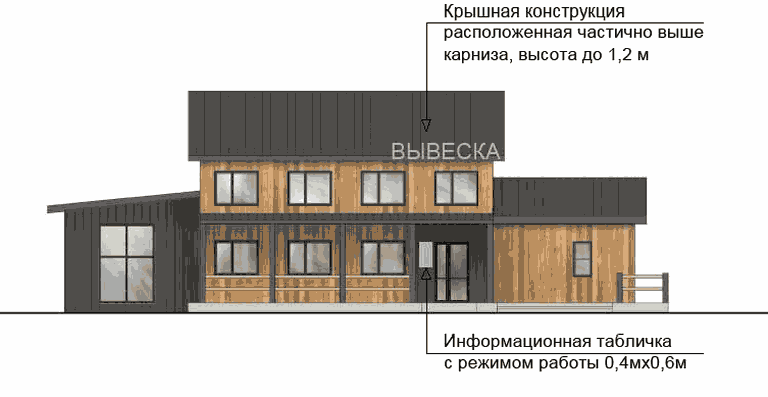 Крышная конструкция
расположенная частично выше
карниза, высота до 1,2 м
ВЫВЕСКА
Информационная табличка
с режимом работы 0,4мх0,6м